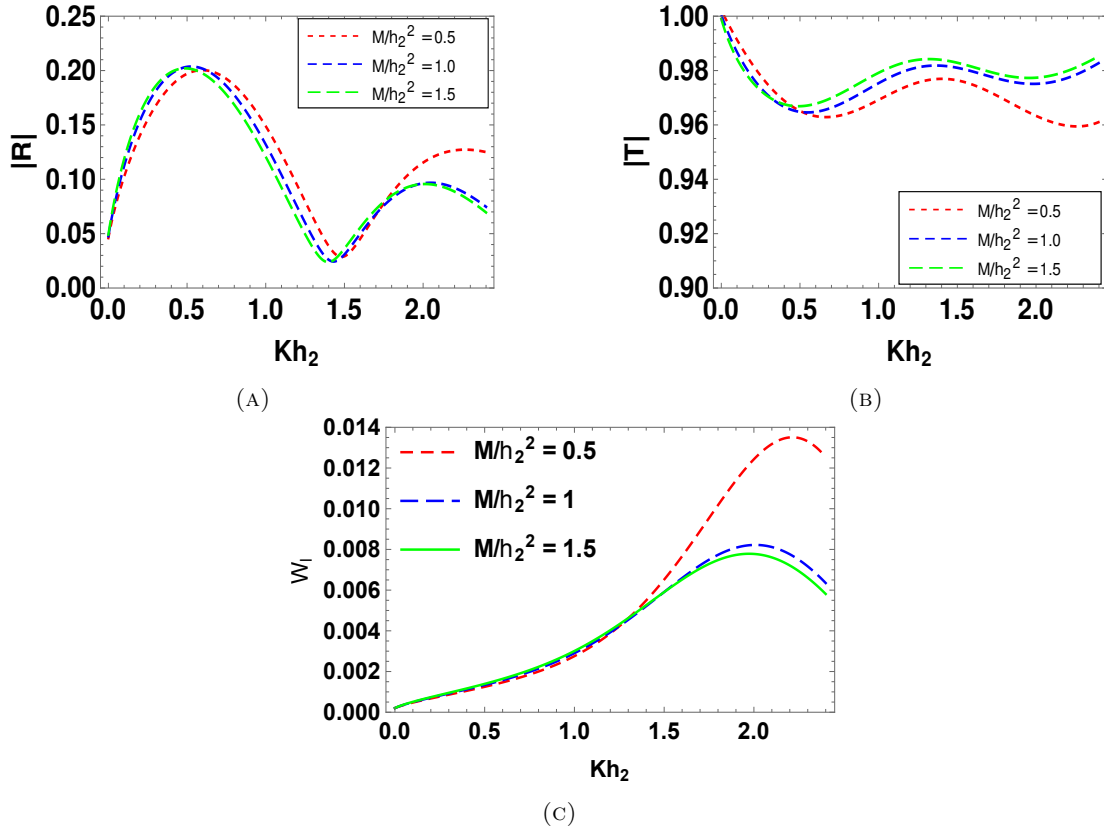 0.25
0.20
0.15
0.10
0.05
0.00
|R|
M/h₂² = 0.5
M/h₂² = 1.0
M/h₂² = 1.5
0.0 0.5 1.0 1.5 2.0
Kh₂
(A)
1.00
0.98
0.96
0.94
0.92
0.90
|T|
M/h₂² = 0.5
M/h₂² = 1.0
M/h₂² = 1.5
0.0 0.5 1.0 1.5 2.0
Kh₂
(B)
0.014
0.012
0.010
0.008
0.006
0.004
0.002
0.000
W_l
M/h₂² = 0.5
M/h₂² = 1
M/h₂² = 1.5
0.0 0.5 1.0 1.5 2.0
Kh₂
(C)